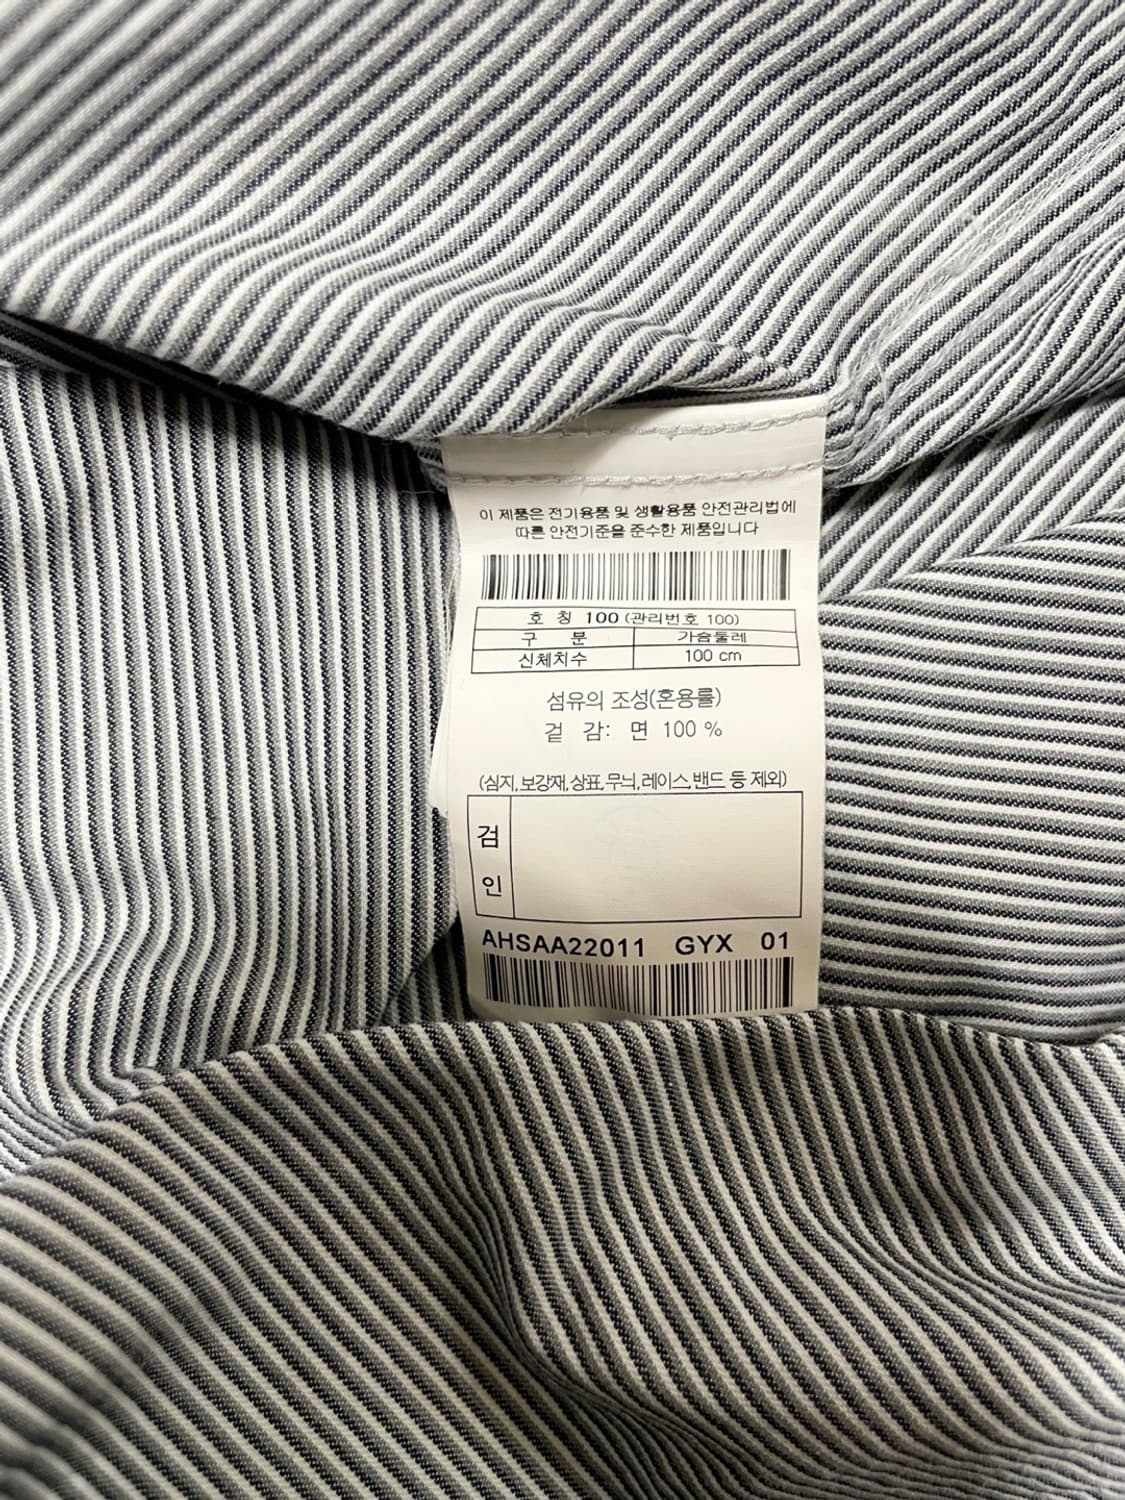 이 제품은 전기용품 및 생활용품 안전관리법에
따른 안전기준을 준수한 제품입니다
호 칭 100 (관리번호 100)
구 분 가슴둘레
신체치수 100 cm
섬유의 조성(혼용률)
겉 감: 면 100 %
(심지,보강재,상표,무늬,레이스,밴드 등 제외)
검
인
AHSAA22011 GYX 01